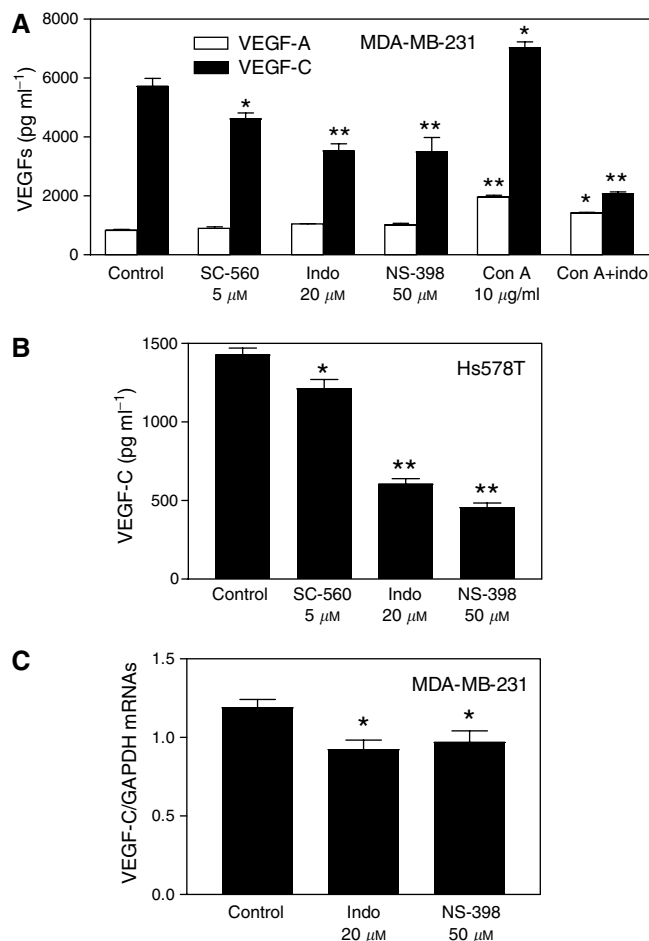 A
8000
6000
4000
2000
0
VEGFs (pg ml⁻¹)
VEGF-A
VEGF-C
MDA-MB-231
*
**
**
**
*
*
**
Control SC-560 Indo NS-398 Con A Con A+indo
5 μM 20 μM 50 μM 10 μg/ml
B
1500
1000
500
0
VEGF-C (pg ml⁻¹)
Hs578T
*
**
**
Control SC-560 Indo NS-398
5 μM 20 μM 50 μM
C
1.5
1.0
0.5
0.0
VEGF-C/GAPDH mRNAs
MDA-MB-231
*
*
Control Indo NS-398
20 μM 50 μM